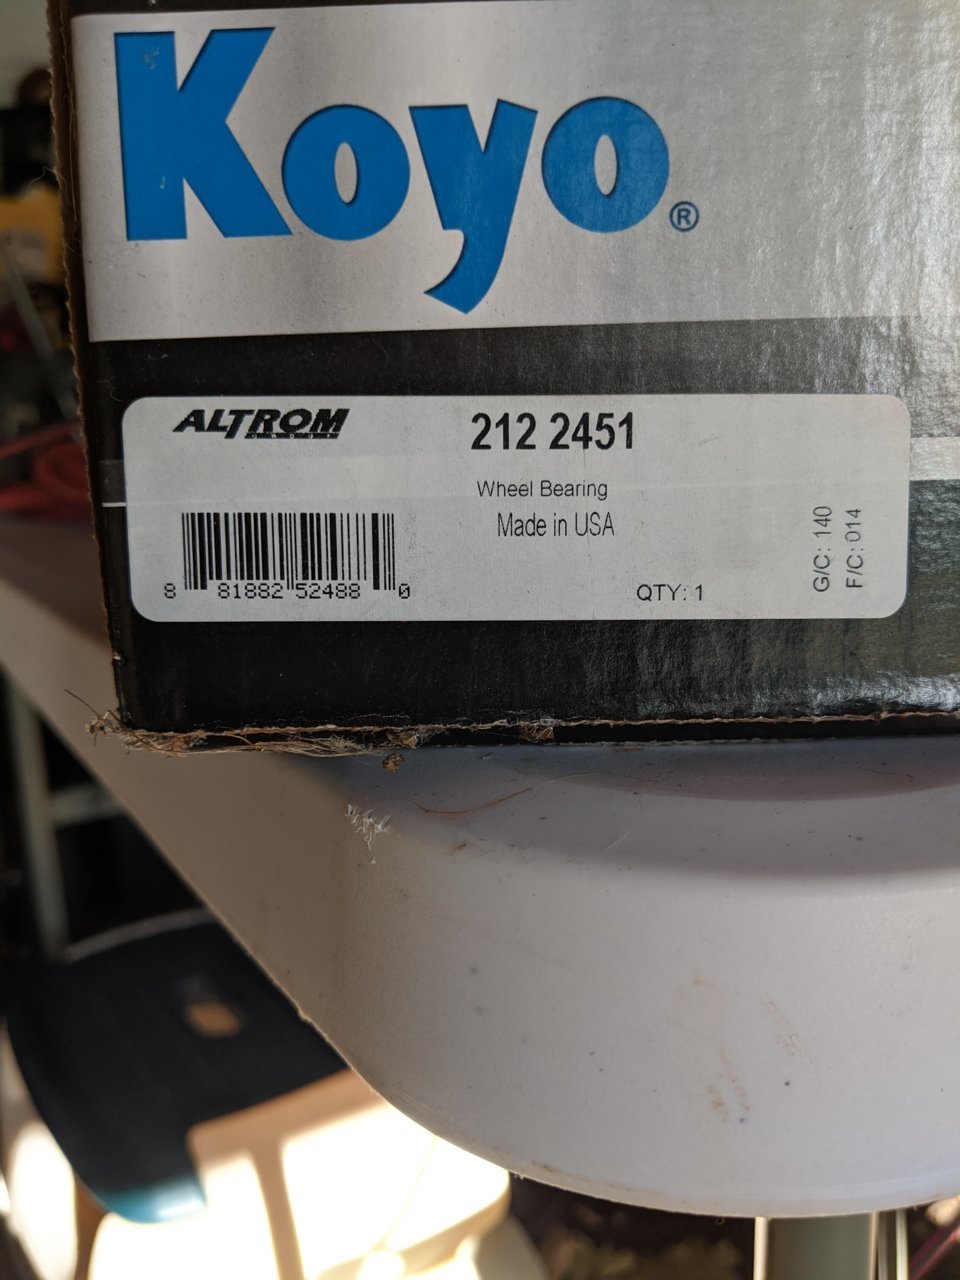 Koyo®
ALTROM
212 2451
Wheel Bearing
Made in USA
8 81882 52488 0
QTY: 1
G/C: 140
F/C: 014